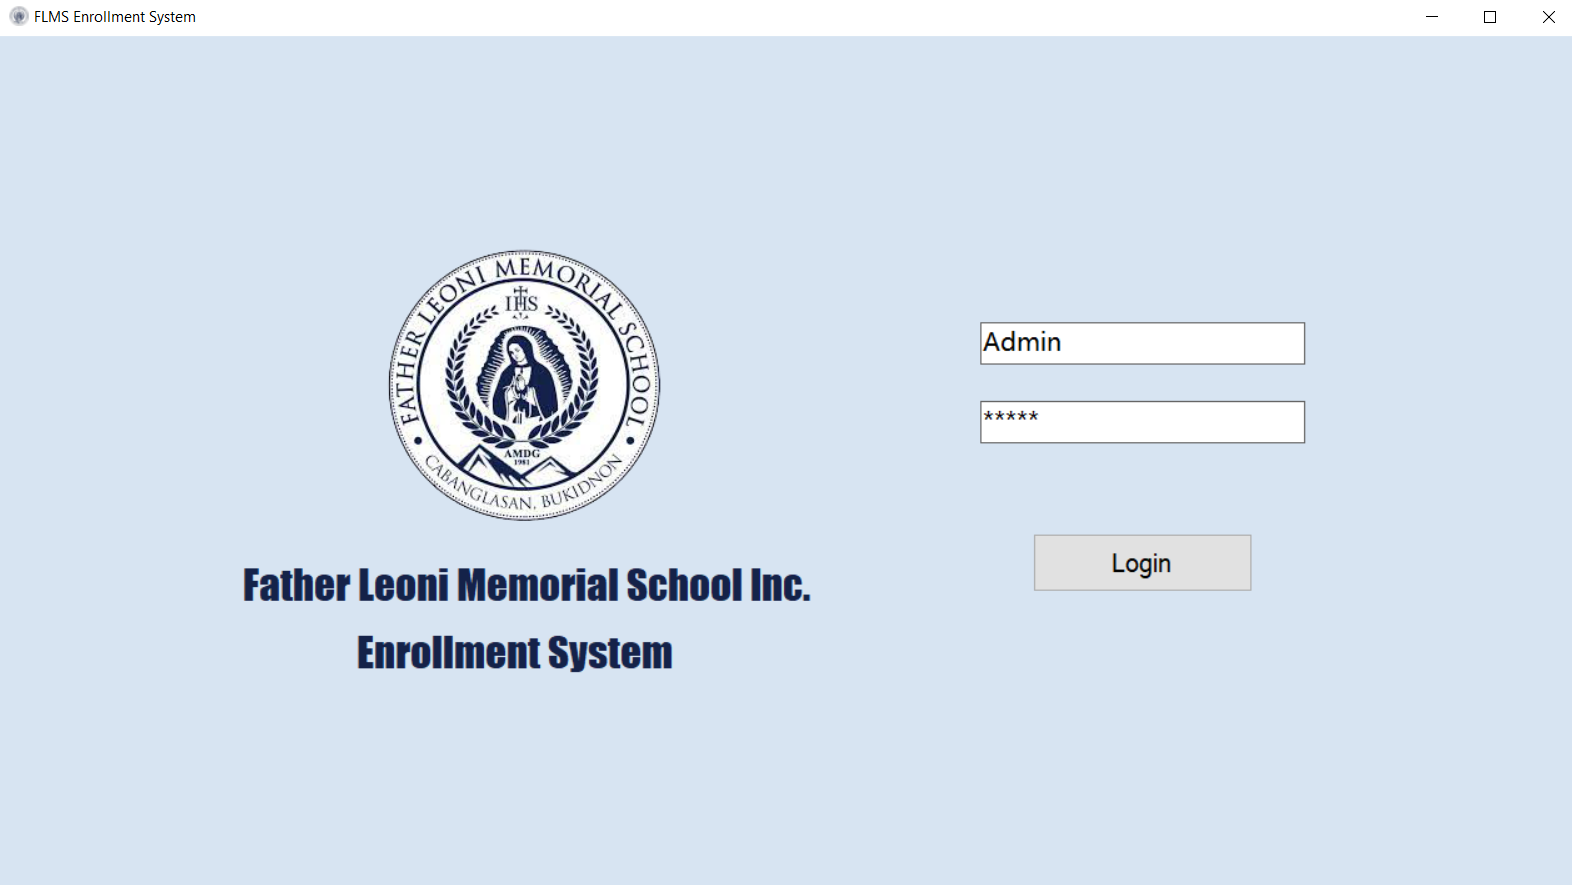 FLMS Enrollment System
FATHER LEONI MEMORIAL SCHOOL
IHS
AMDG
1981
CABANGLASAN, BUKIDNON
Father Leoni Memorial School Inc.
Enrollment System
Admin
*****
Login